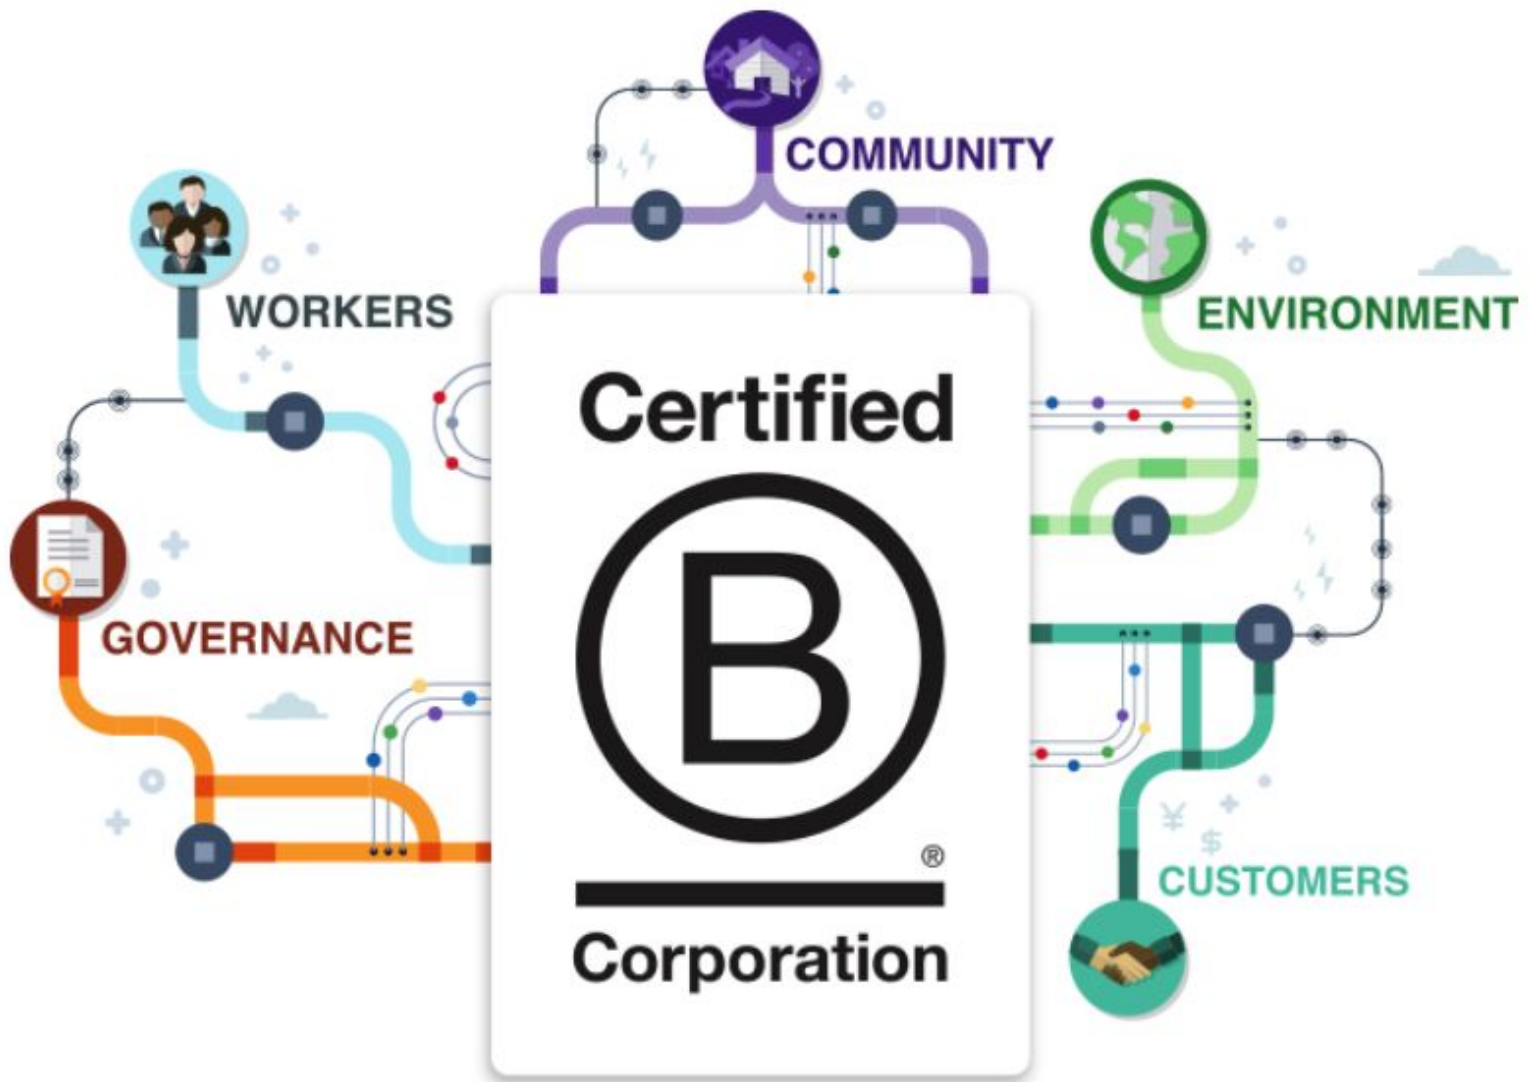 COMMUNITY
WORKERS
ENVIRONMENT
Certified
B
®
Corporation
GOVERNANCE
¥
$
CUSTOMERS